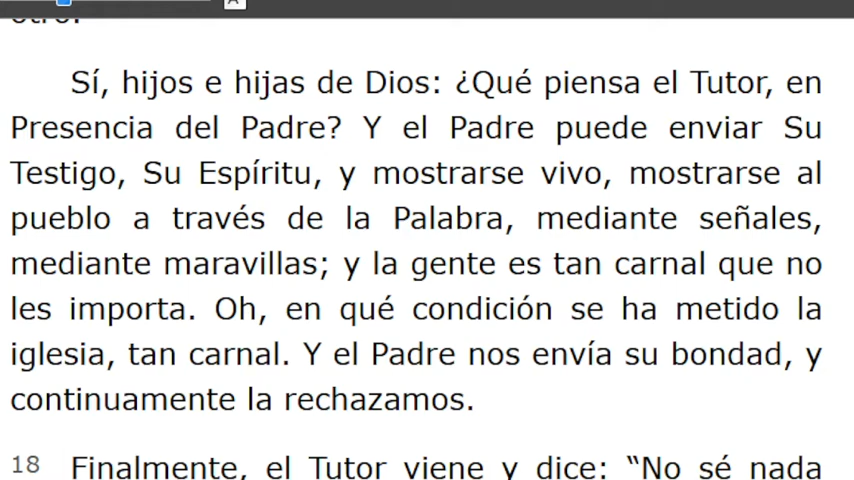 otro.
Sí, hijos e hijas de Dios: ¿Qué piensa el Tutor, en
Presencia del Padre? Y el Padre puede enviar Su
Testigo, Su Espíritu, y mostrarse vivo, mostrarse al
pueblo a través de la Palabra, mediante señales,
mediante maravillas; y la gente es tan carnal que no
les importa. Oh, en qué condición se ha metido la
iglesia, tan carnal. Y el Padre nos envía su bondad, y
continuamente la rechazamos.
18 Finalmente, el Tutor viene y dice: “No sé nada